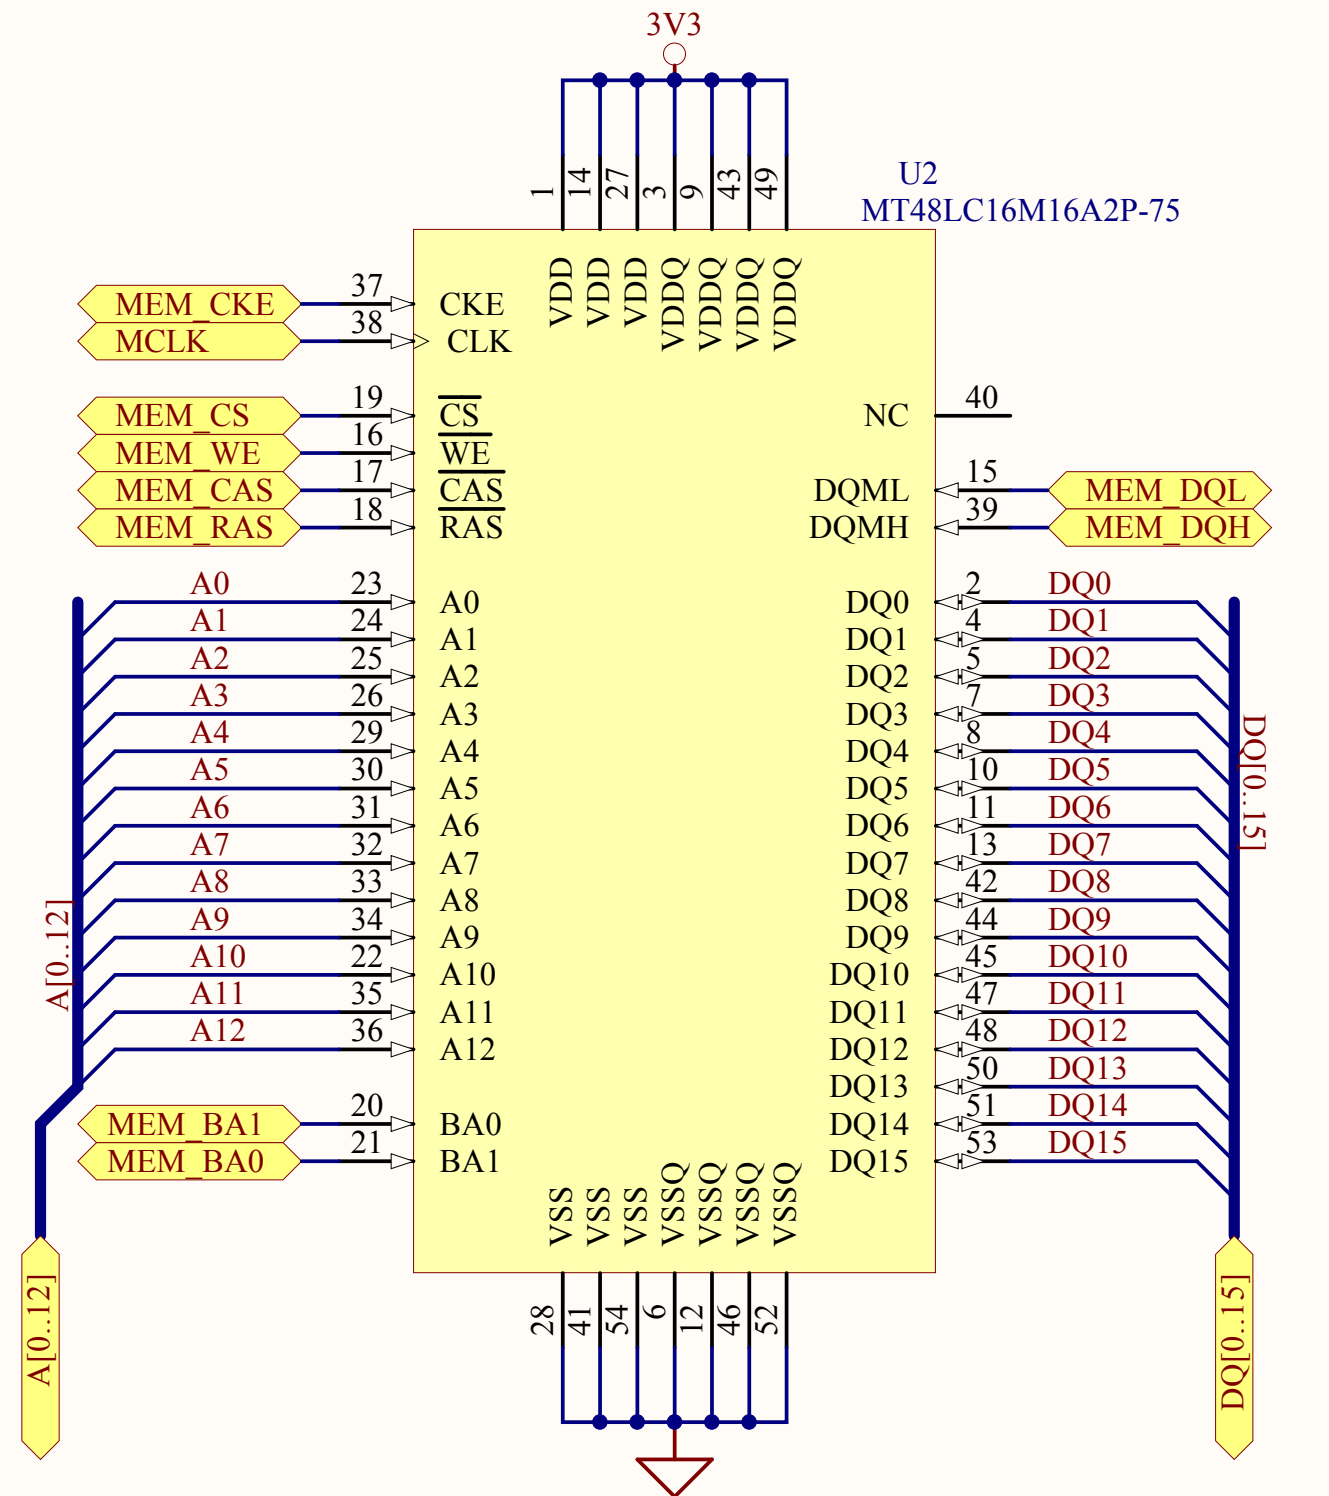 3V3
U2
MT48LC16M16A2P-75
1 14 27 3 9 43 49
VDD VDD VDD VDDQ VDDQ VDDQ VDDQ
MEM_CKE 37 CKE
MCLK 38 CLK
MEM_CS 19 CS NC 40
MEM_WE 16 WE
MEM_CAS 17 CAS DQML 15 MEM_DQL
MEM_RAS 18 RAS DQMH 39 MEM_DQH
A0 23 A0 DQ0 2 DQ0
A1 24 A1 DQ1 4 DQ1
A2 25 A2 DQ2 5 DQ2
A3 26 A3 DQ3 7 DQ3
A4 29 A4 DQ4 8 DQ4
A5 30 A5 DQ5 10 DQ5
A6 31 A6 DQ6 11 DQ6
A7 32 A7 DQ7 13 DQ7
A8 33 A8 DQ8 42 DQ8
A9 34 A9 DQ9 44 DQ9
A10 22 A10 DQ10 45 DQ10
A11 35 A11 DQ11 47 DQ11
A12 36 A12 DQ12 48 DQ12
DQ13 50 DQ13
MEM_BA1 20 BA0 DQ14 51 DQ14
MEM_BA0 21 BA1 DQ15 53 DQ15
A[0..12]
DQ[0..15]
VSS VSS VSS VSSQ VSSQ VSSQ VSSQ
28 41 54 6 12 46 52
A[0..12]
DQ[0..15]